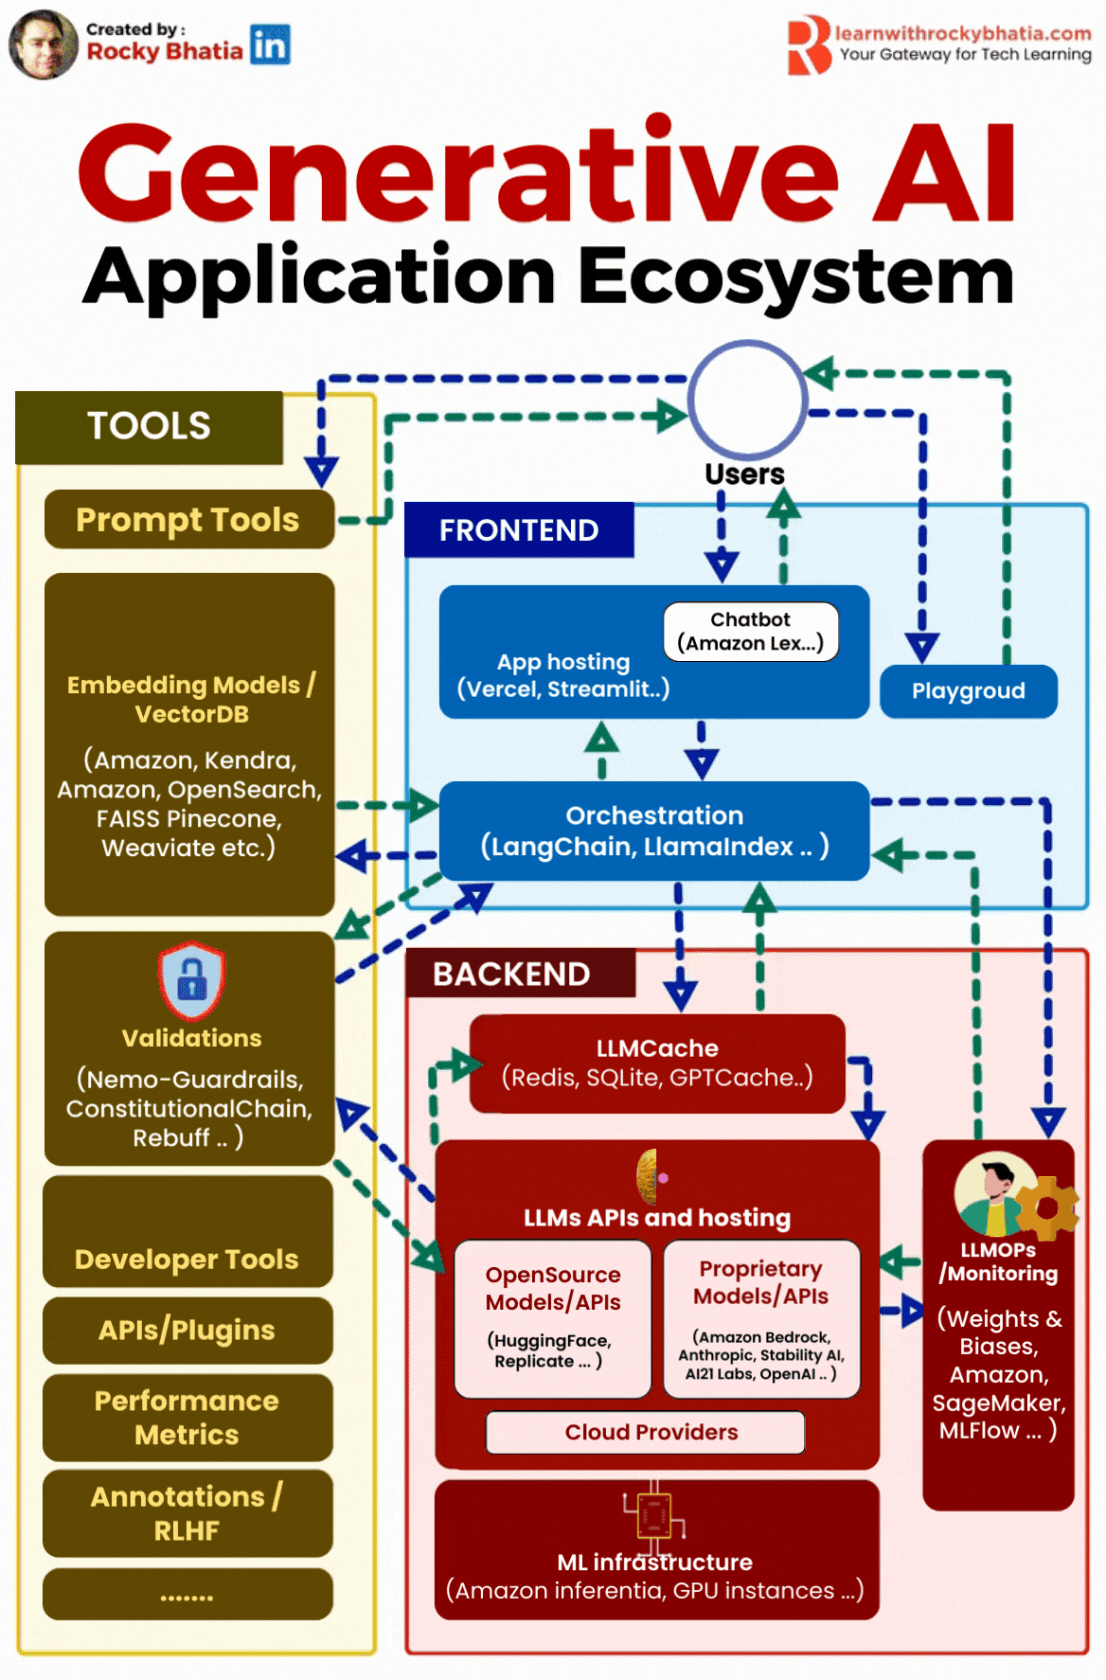 Created by :
Rocky Bhatia
in
learnwithrockybhatia.com
Your Gateway for Tech Learning
Generative AI
Application Ecosystem
Users
TOOLS
Prompt Tools
Embedding Models /
VectorDB
(Amazon, Kendra,
Amazon, OpenSearch,
FAISS Pinecone,
Weaviate etc.)
Validations
(Nemo-Guardrails,
ConstitutionalChain,
Rebuff .. )
Developer Tools
APIs/Plugins
Performance
Metrics
Annotations /
RLHF
.......
FRONTEND
Chatbot
(Amazon Lex...)
App hosting
(Vercel, Streamlit..)
Playgroud
Orchestration
(LangChain, LlamaIndex .. )
BACKEND
LLMCache
(Redis, SQLite, GPTCache..)
LLMs APIs and hosting
OpenSource
Models/APIs
(HuggingFace,
Replicate ... )
Proprietary
Models/APIs
(Amazon Bedrock,
Anthropic, Stability AI,
AI21 Labs, OpenAI .. )
Cloud Providers
LLMOPs
/Monitoring
(Weights &
Biases,
Amazon,
SageMaker,
MLFlow ... )
ML infrastructure
(Amazon inferentia, GPU instances ...)